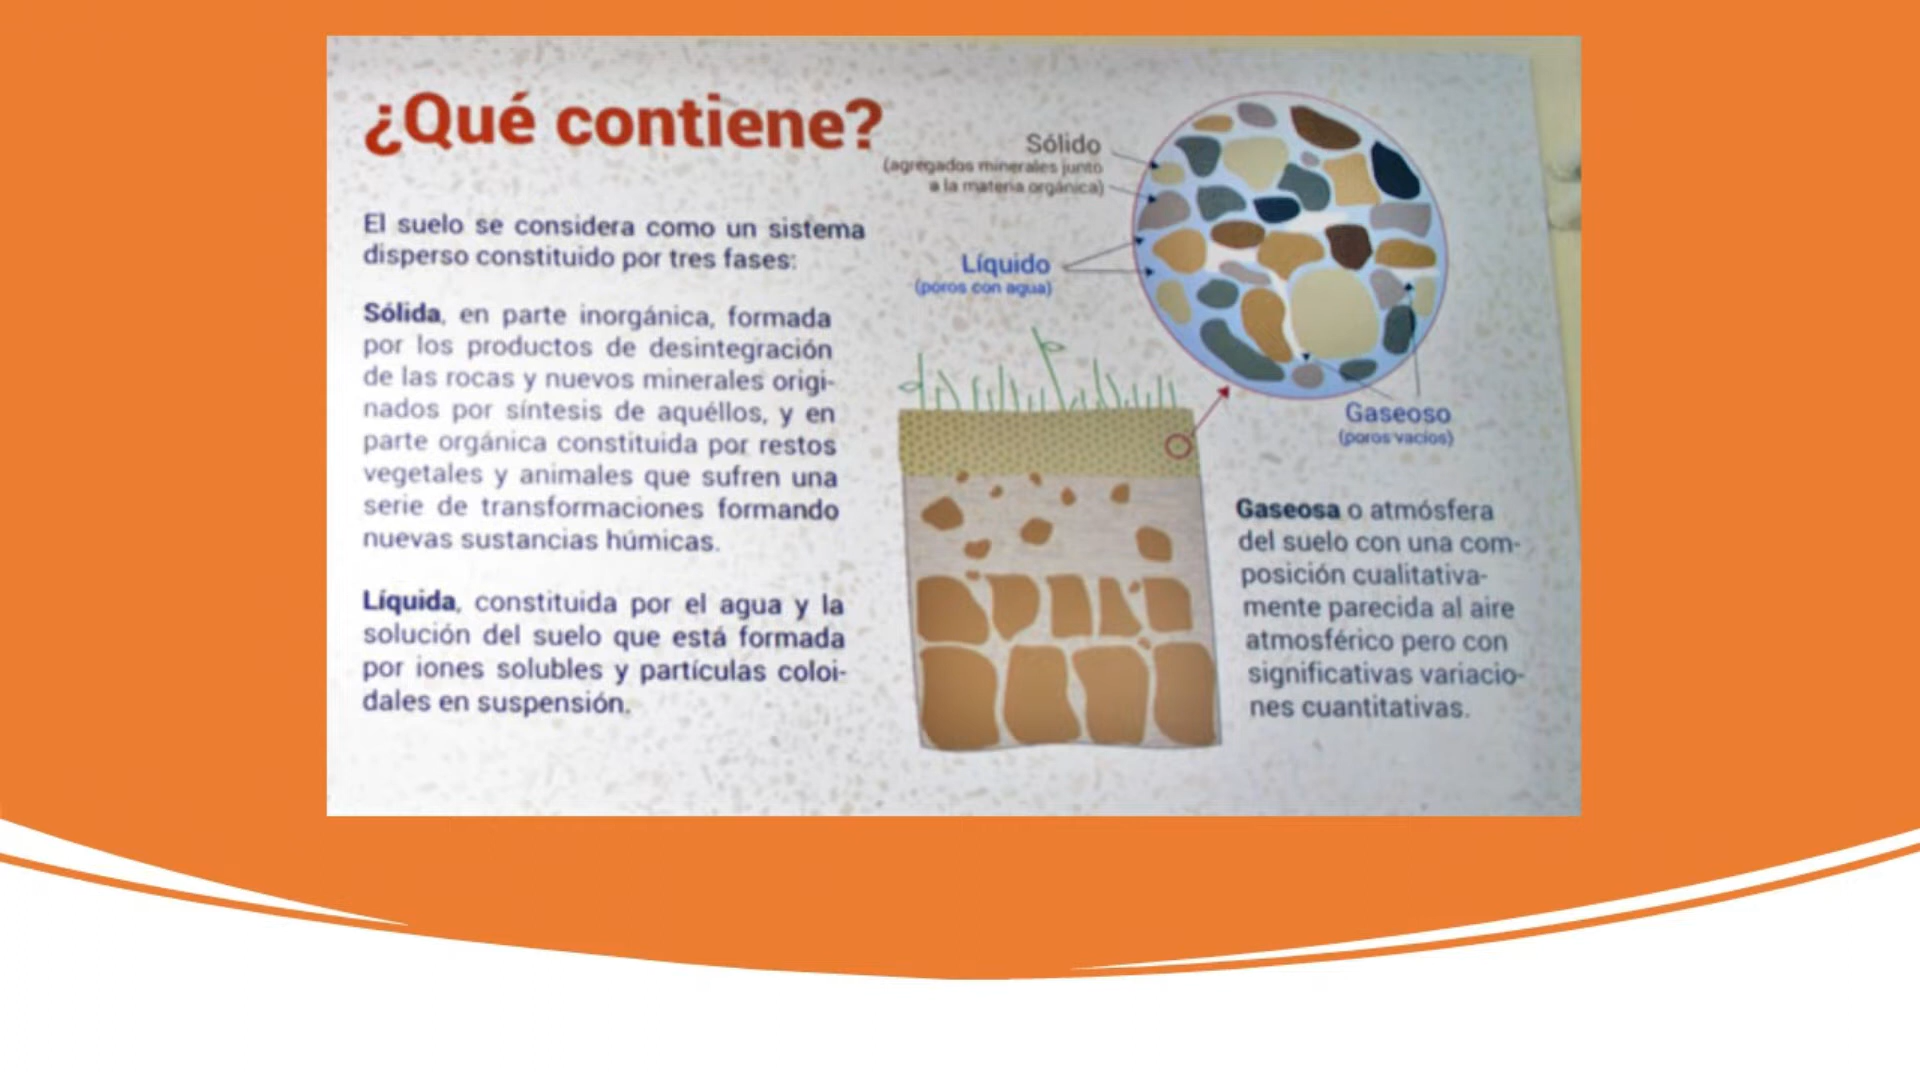 ¿Qué contiene?
El suelo se considera como un sistema
disperso constituido por tres fases:
Sólida, en parte inorgánica, formada
por los productos de desintegración
de las rocas y nuevos minerales origi-
nados por síntesis de aquéllos, y en
parte orgánica constituida por restos
vegetales y animales que sufren una
serie de transformaciones formando
nuevas sustancias húmicas.
Líquida, constituida por el agua y la
solución del suelo que está formada
por iones solubles y partículas coloi-
dales en suspensión.
Sólido
(agregados minerales junto
a la materia orgánica)
Líquido
(poros con agua)
Gaseoso
(poros vacíos)
Gaseosa o atmósfera
del suelo con una com-
posición cualitativa-
mente parecida al aire
atmosférico pero con
significativas variacio-
nes cuantitativas.